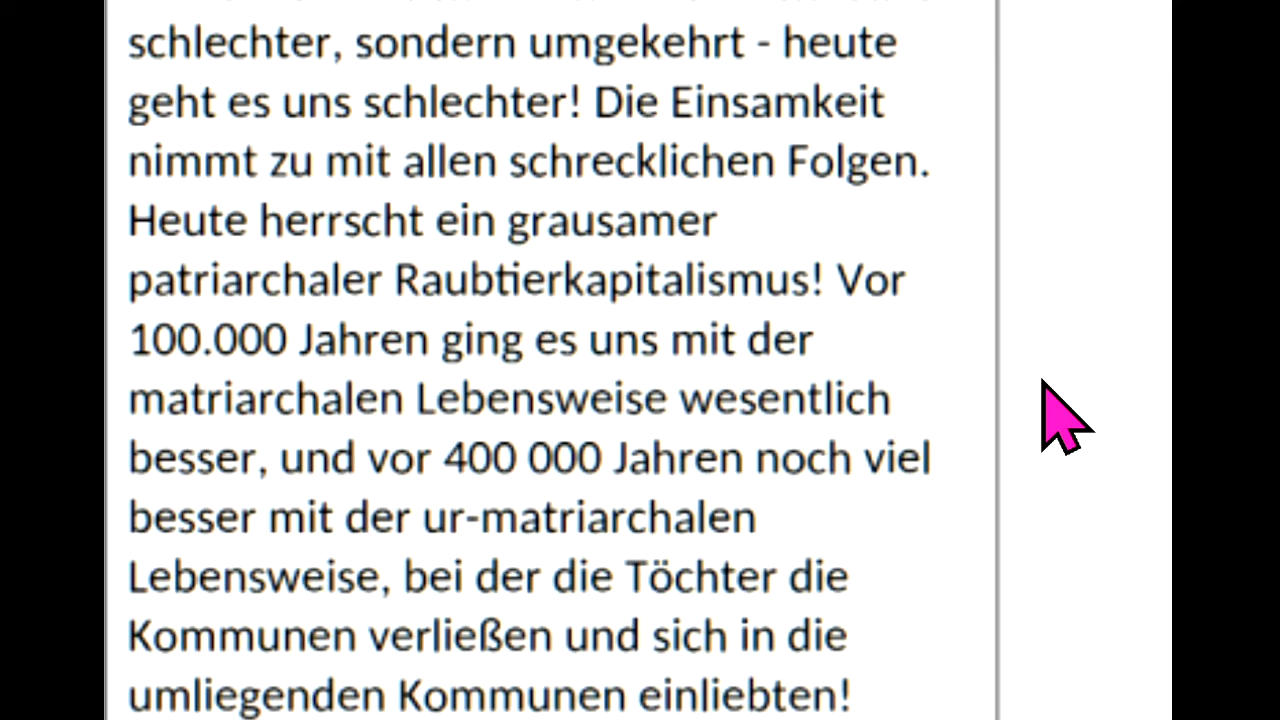 schlechter, sondern umgekehrt - heute
geht es uns schlechter! Die Einsamkeit
nimmt zu mit allen schrecklichen Folgen.
Heute herrscht ein grausamer
patriarchaler Raubtierkapitalismus! Vor
100.000 Jahren ging es uns mit der
matriarchalen Lebensweise wesentlich
besser, und vor 400 000 Jahren noch viel
besser mit der ur-matriarchalen
Lebensweise, bei der die Töchter die
Kommunen verließen und sich in die
umliegenden Kommunen einliebten!